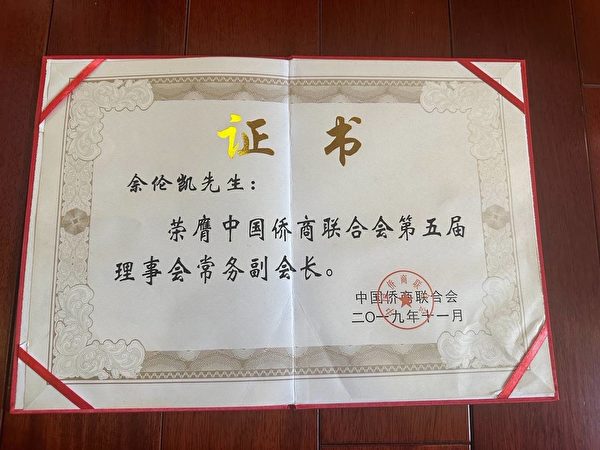 证 书
余伦凯先生：
荣膺中国侨商联合会第五届
理事会常务副会长。
中国侨商联合会
二〇一九年十一月